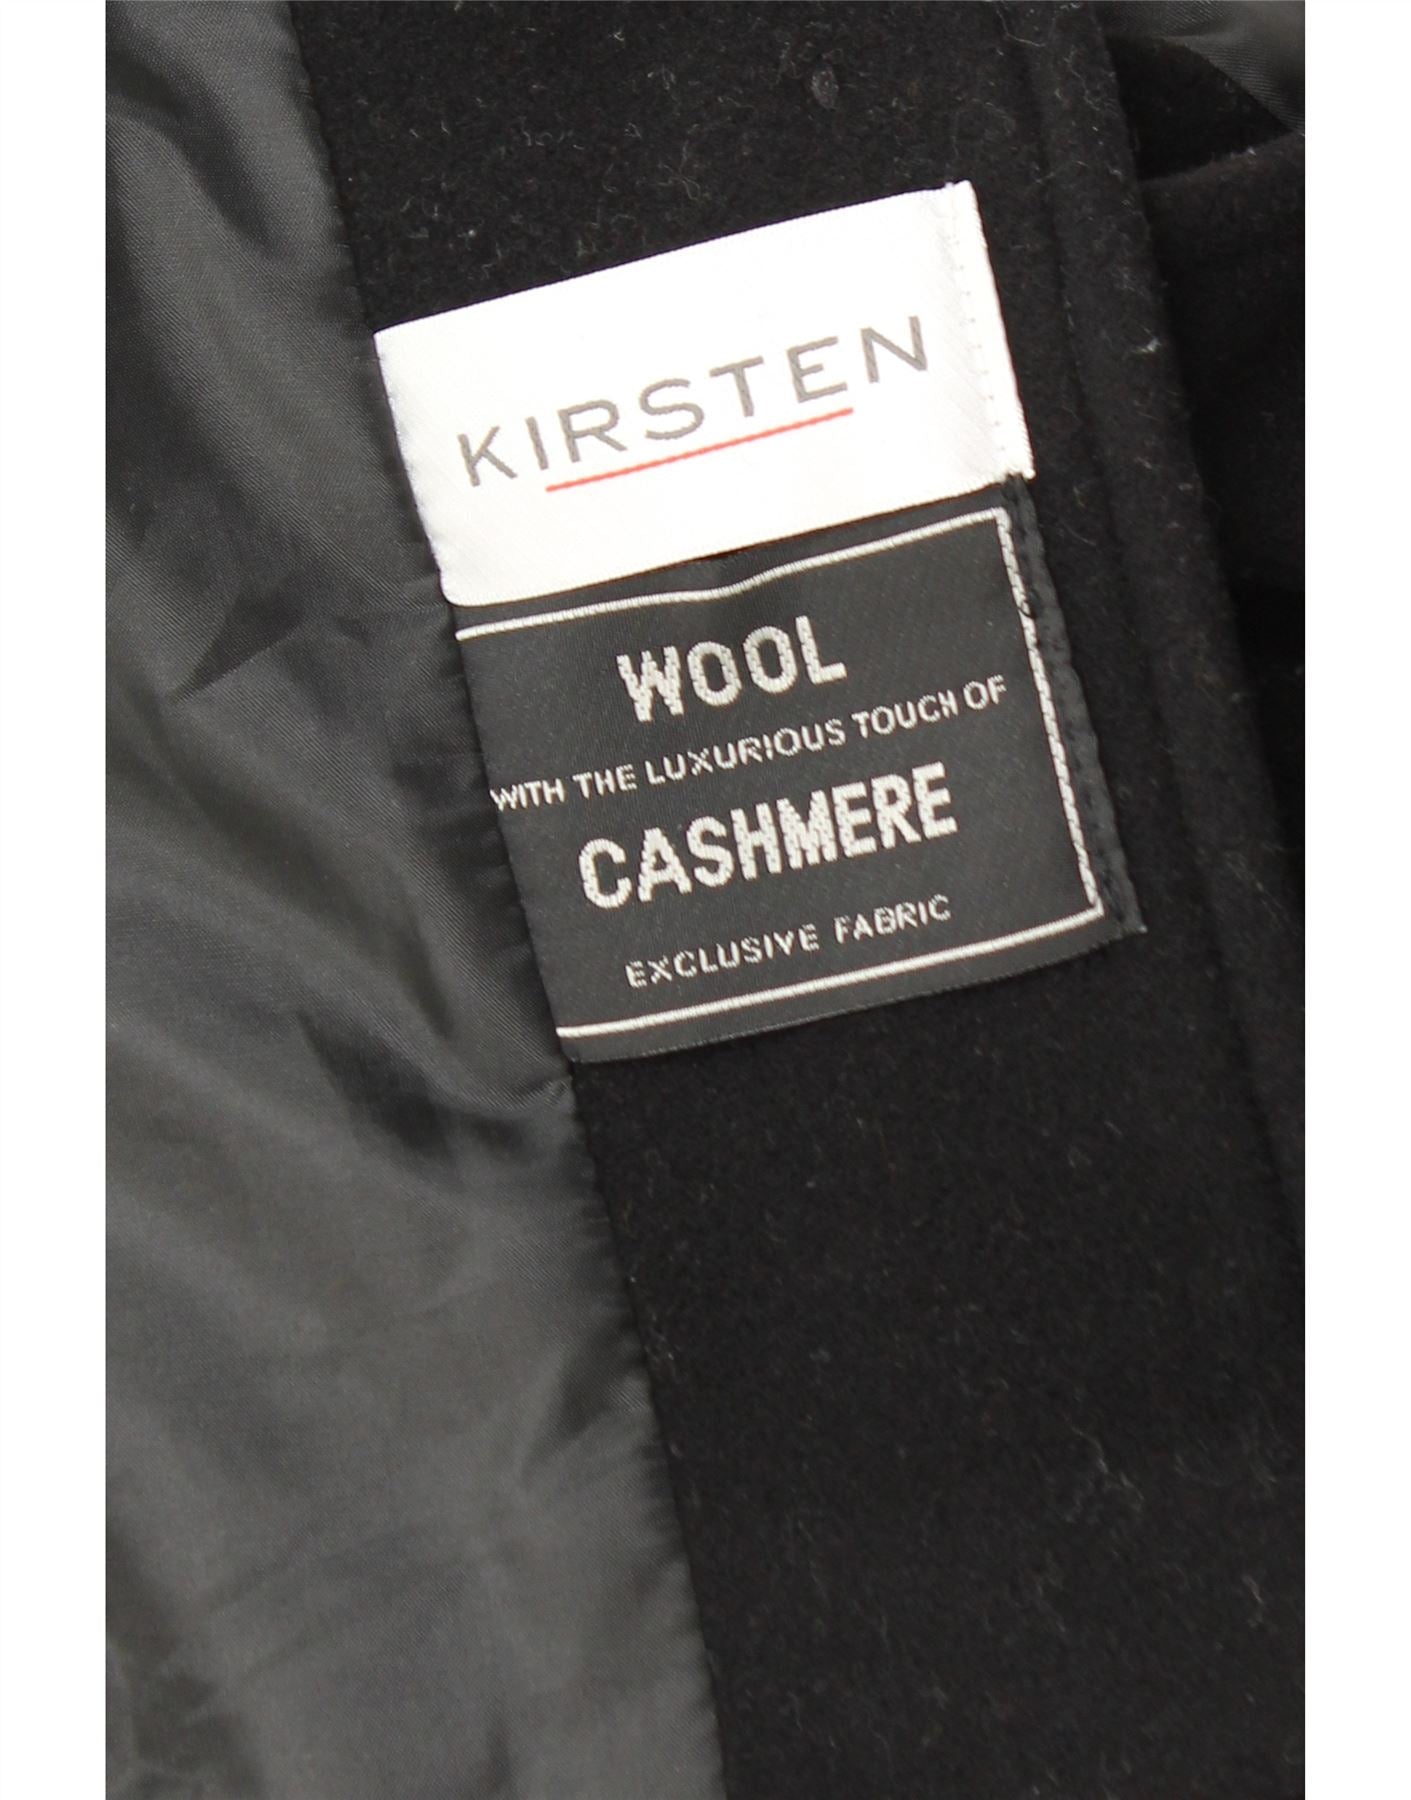 KIRSTEN
WOOL
WITH THE LUXURIOUS TOUCH OF
CASHMERE
EXCLUSIVE FABRIC